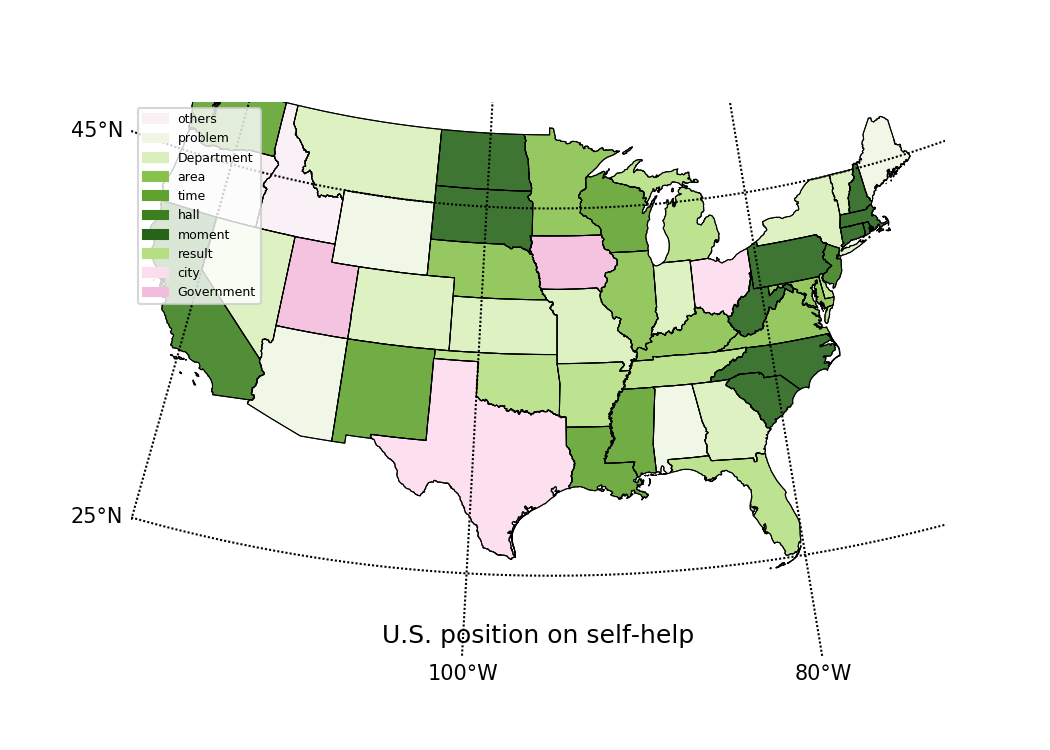 45°N
others
problem
Department
area
time
hall
moment
result
city
Government
25°N
U.S. position on self-help
100°W
80°W